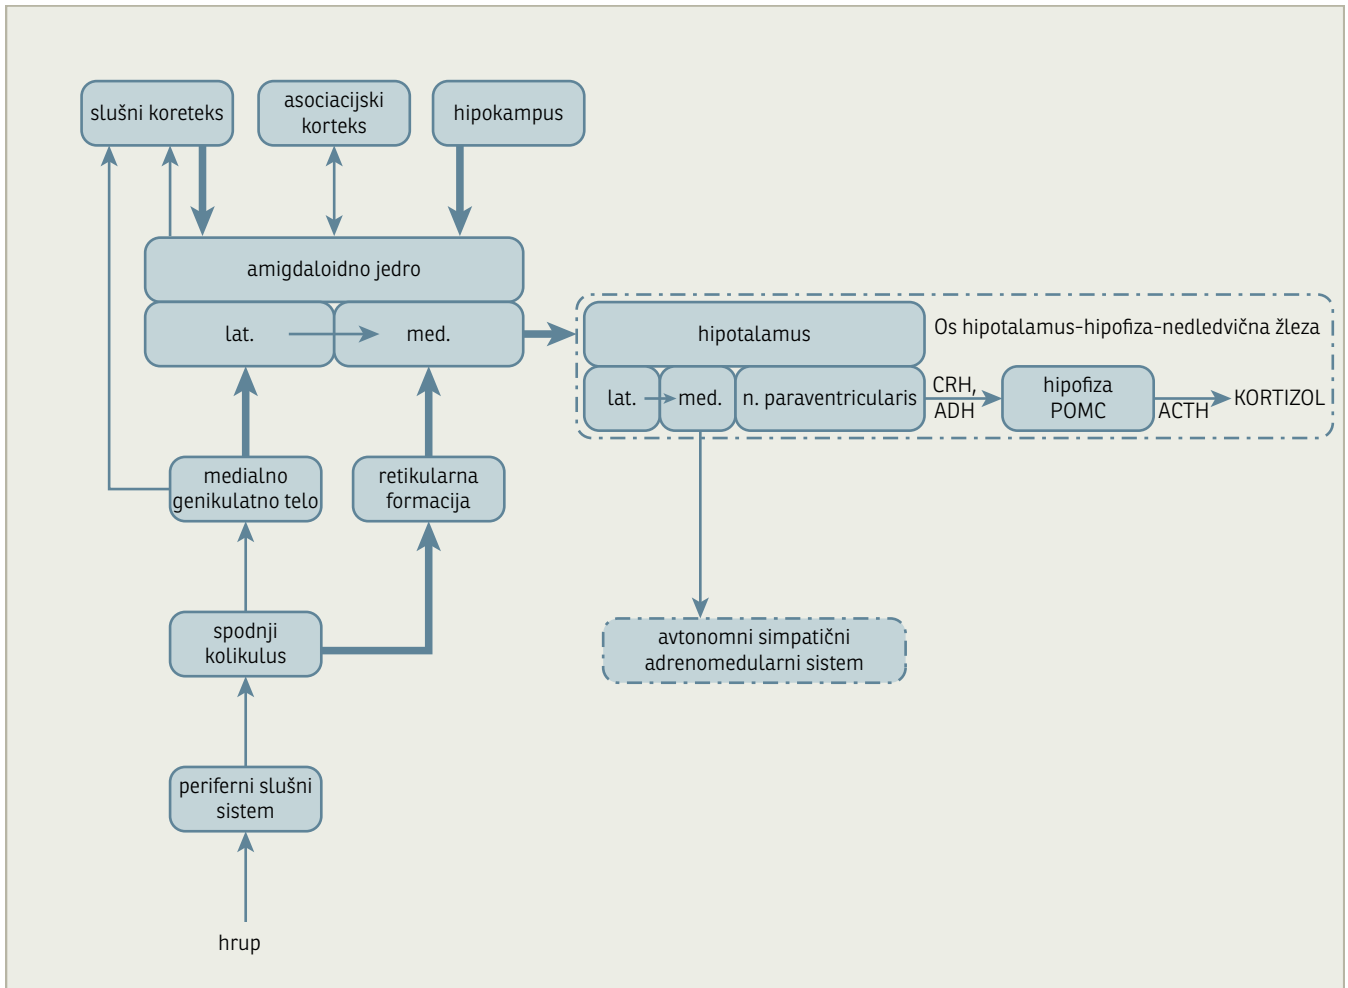 slušni koreteks
asociacijski
korteks
hipokampus
amigdaloidno jedro
lat.
med.
hipotalamus
Os hipotalamus-hipofiza-nedledvična žleza
lat.
med.
n. paraventricularis
CRH,
ADH
hipofiza
POMC
ACTH
KORTIZOL
medialno
genikulatno telo
retikularna
formacija
spodnji
kolikulus
avtonomni simpatični
adrenomedularni sistem
periferni slušni
sistem
hrup